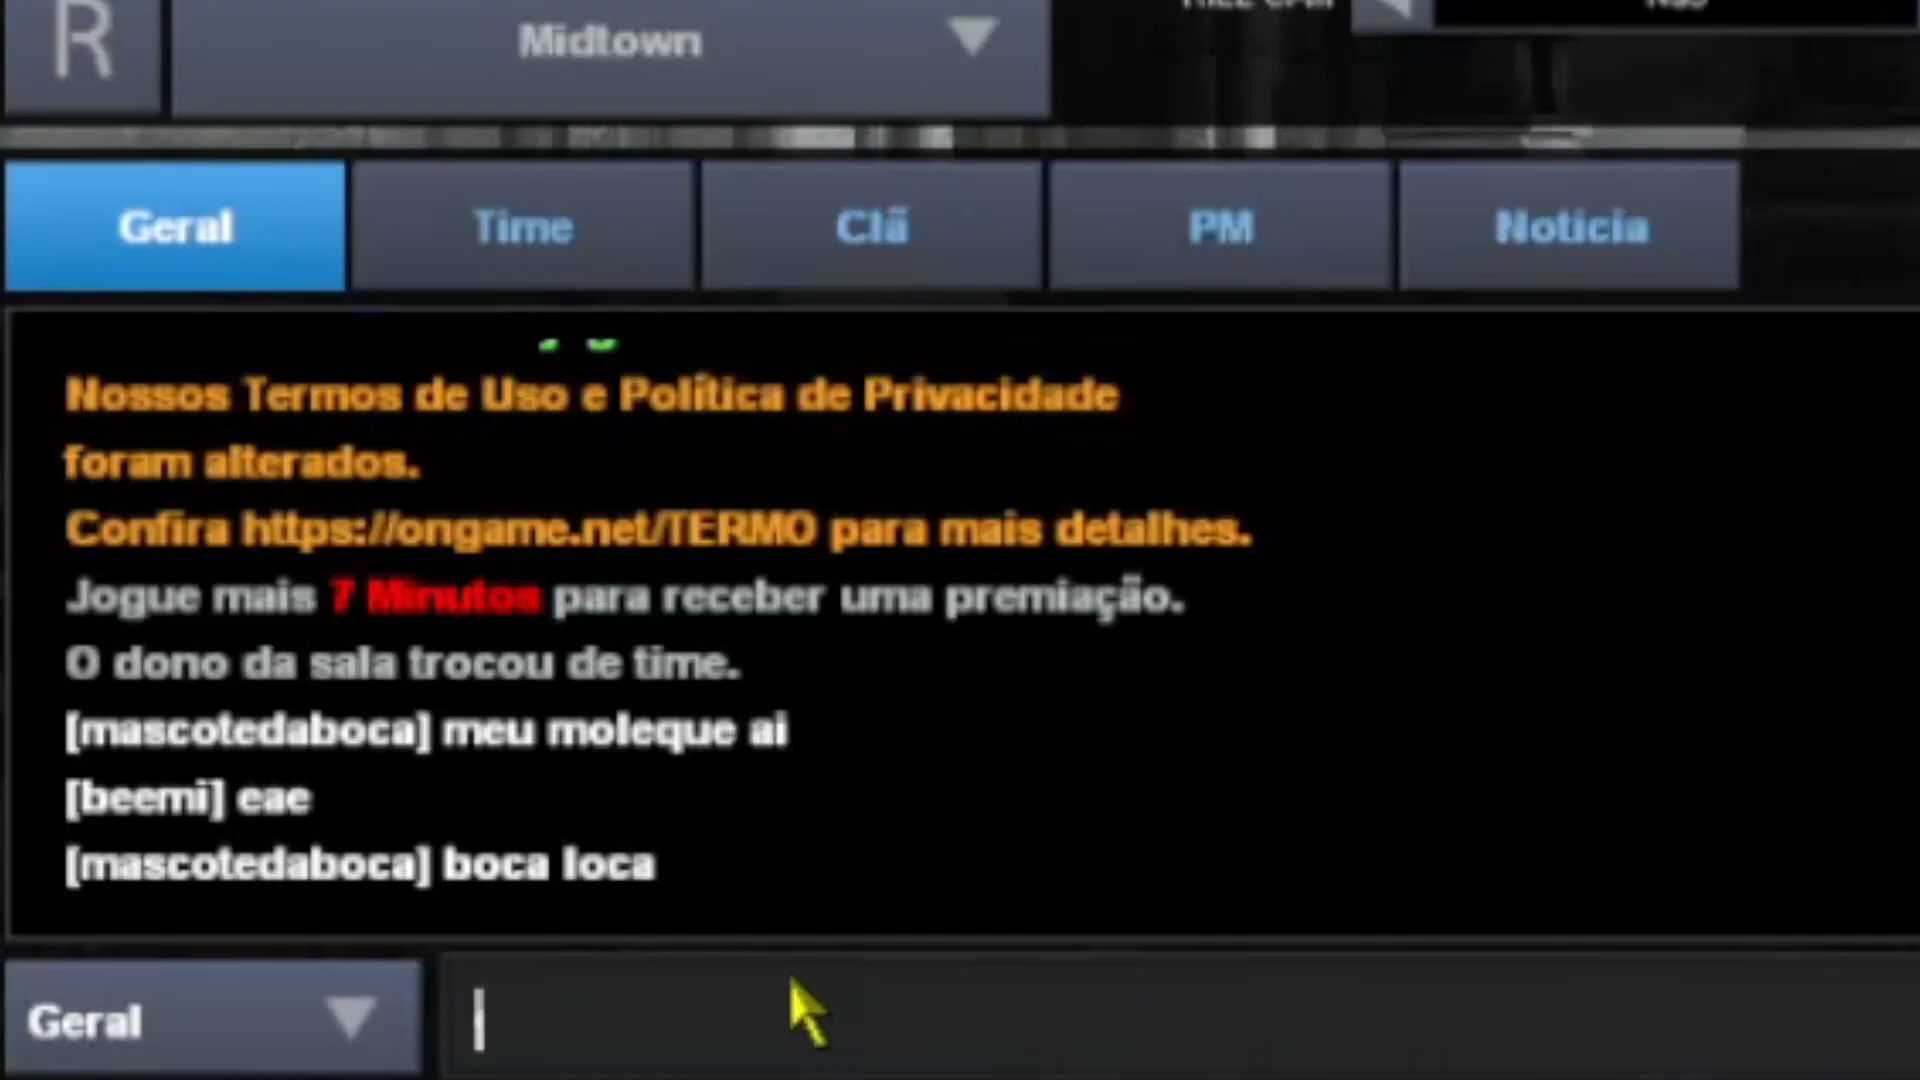 R
Midtown
Geral
Time
Clã
PM
Noticia
Nossos Termos de Uso e Política de Privacidade
foram alterados.
Confira https://ongame.net/TERMO para mais detalhes.
Jogue mais 7 Minutos para receber uma premiação.
O dono da sala trocou de time.
[mascotedaboca] meu moleque ai
[beemi] eae
[mascotedaboca] boca loca
Geral